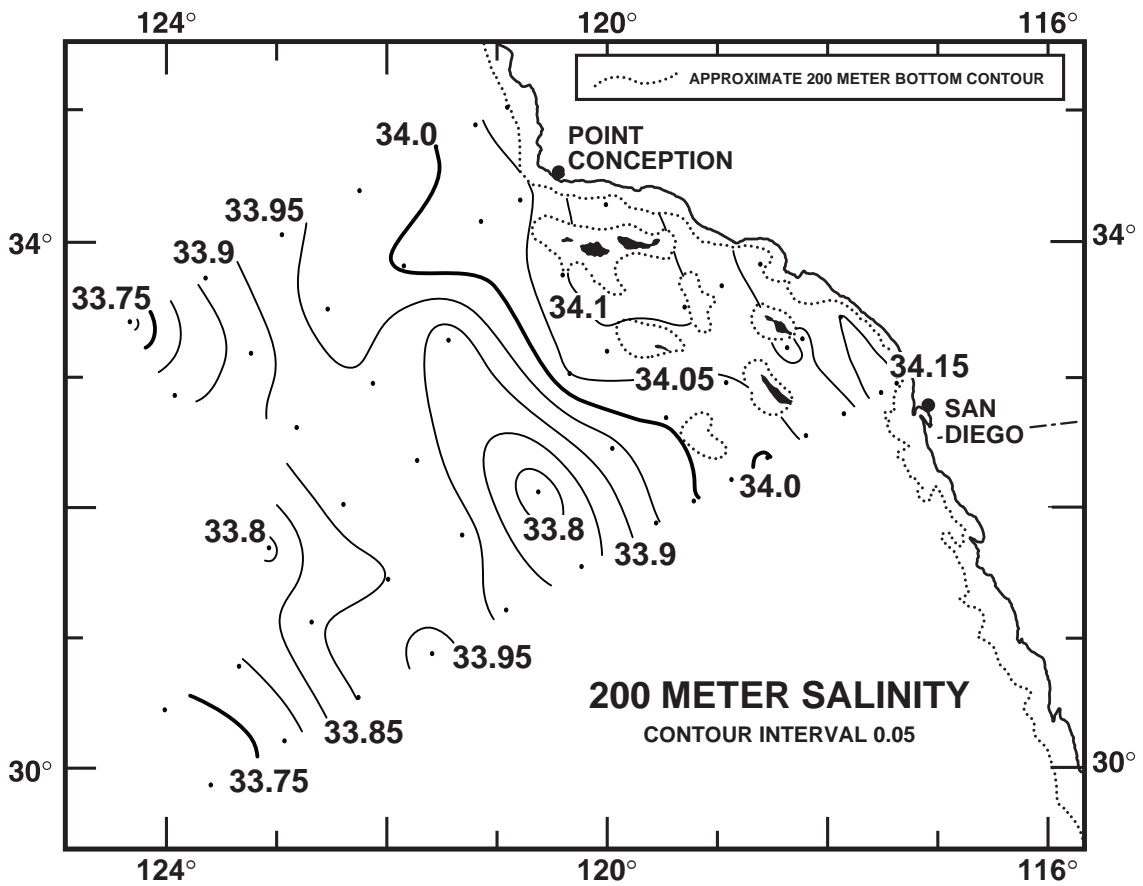 124° 120° 116°
APPROXIMATE 200 METER BOTTOM CONTOUR
34.0
POINT
CONCEPTION
33.95
34° 34°
33.9
33.75
34.1
34.05
34.15
SAN
DIEGO
34.0
33.8
33.8
33.9
33.95
200 METER SALINITY
CONTOUR INTERVAL 0.05
33.85
30° 30°
33.75
124° 120° 116°